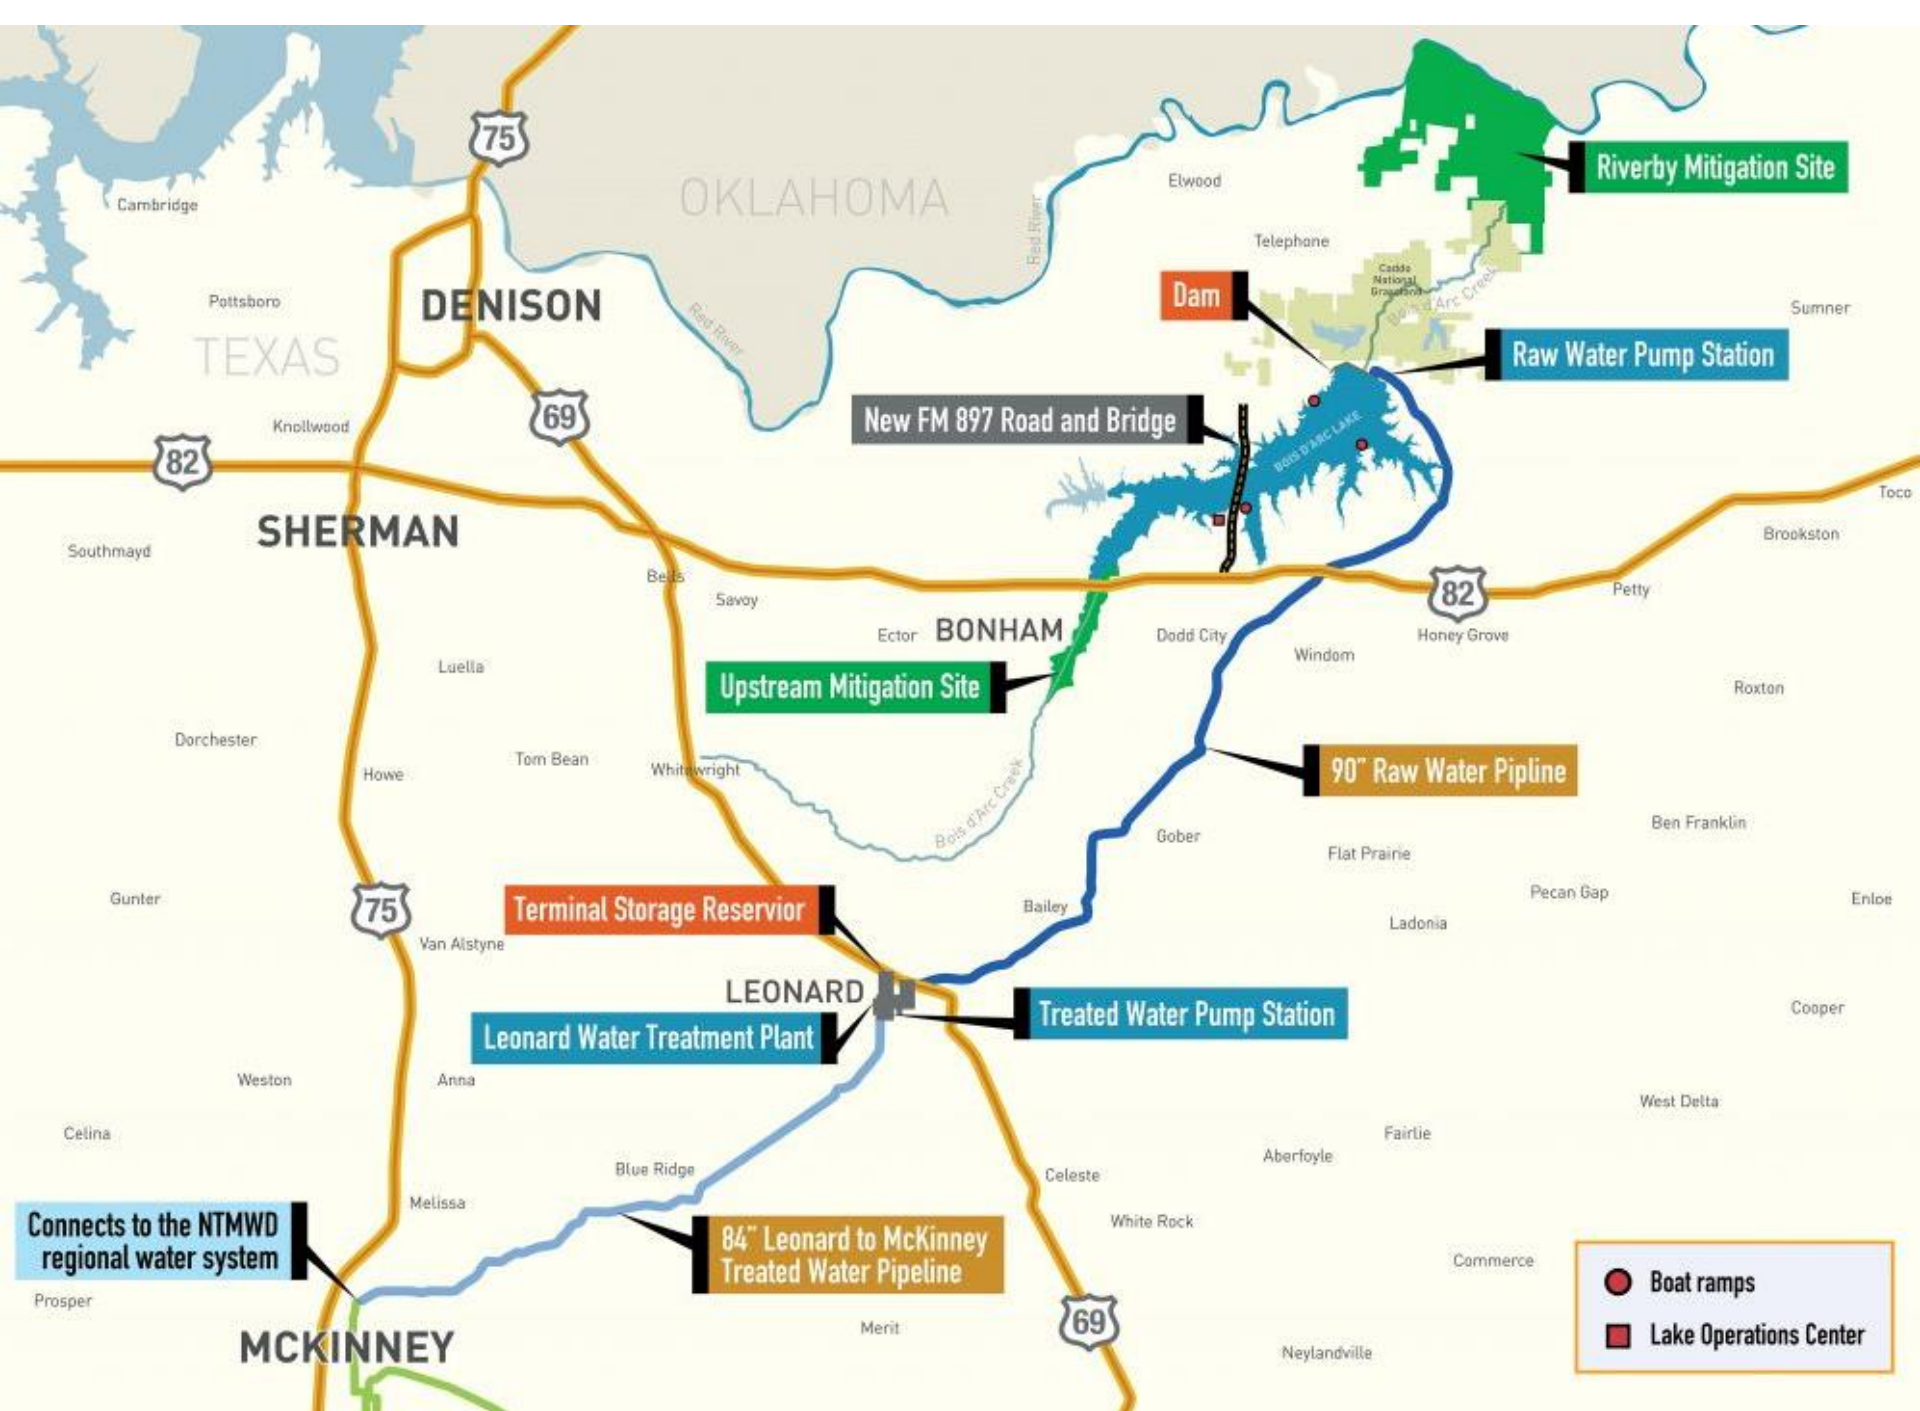 75
Cambridge
OKLAHOMA
Red River
Elwood
Riverby Mitigation Site
Telephone
Caddo
National
Grassland
Bois d'Arc Creek
Pottsboro
DENISON
Red River
Dam
Sumner
TEXAS
Raw Water Pump Station
Knollwood
69
New FM 897 Road and Bridge
BOIS D'ARC LAKE
82
Toco
SHERMAN
Southmayd
Brookston
Bells
Savoy
82
Petty
Ector
BONHAM
Dodd City
Honey Grove
Windom
Luella
Upstream Mitigation Site
Roxton
Dorchester
Howe
Tom Bean
Whitewright
Bois d'Arc Creek
90" Raw Water Pipline
Gober
Ben Franklin
Flat Prairie
Gunter
75
Terminal Storage Reservior
Bailey
Pecan Gap
Enloe
Ladonia
Van Alstyne
LEONARD
Treated Water Pump Station
Cooper
Leonard Water Treatment Plant
Weston
Anna
West Delta
Celina
Fairlie
Aberfoyle
Blue Ridge
Celeste
Melissa
White Rock
Connects to the NTMWD
regional water system
84" Leonard to McKinney
Treated Water Pipeline
Commerce
Prosper
Boat ramps
Lake Operations Center
MCKINNEY
Merit
69
Neylandville